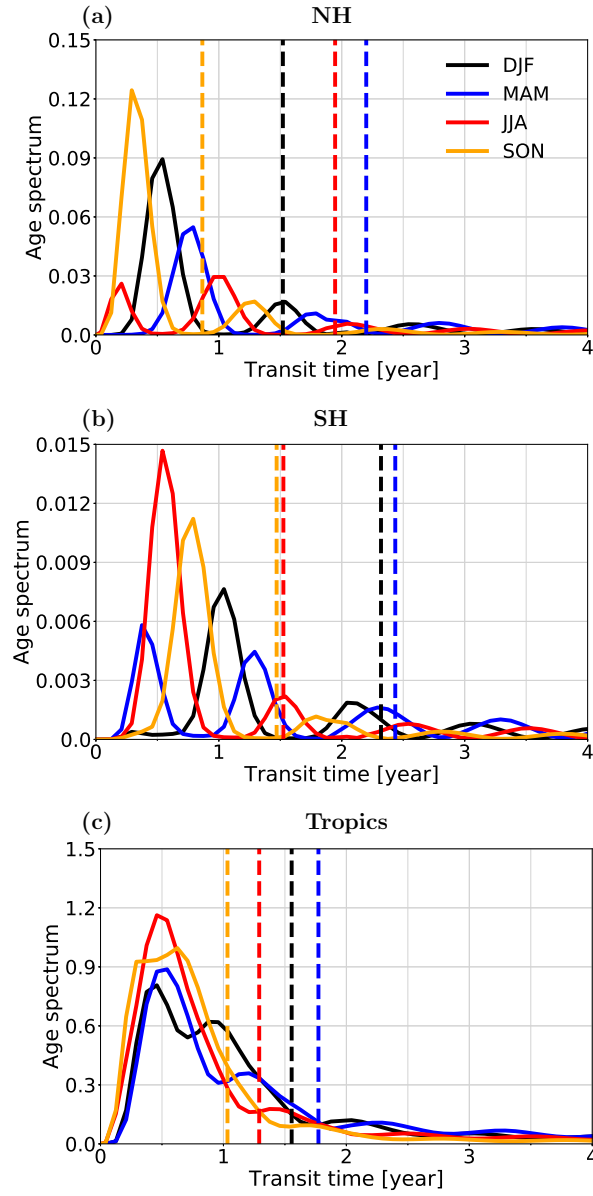 (a) NH
0.15
0.12
0.09
0.06
0.03
0.0
Age spectrum
DJF
MAM
JJA
SON
0 1 2 3 4
Transit time [year]
(b) SH
0.015
0.012
0.009
0.006
0.003
0.0
Age spectrum
0 1 2 3 4
Transit time [year]
(c) Tropics
1.5
1.2
0.9
0.6
0.3
0.0
Age spectrum
0 1 2 3 4
Transit time [year]